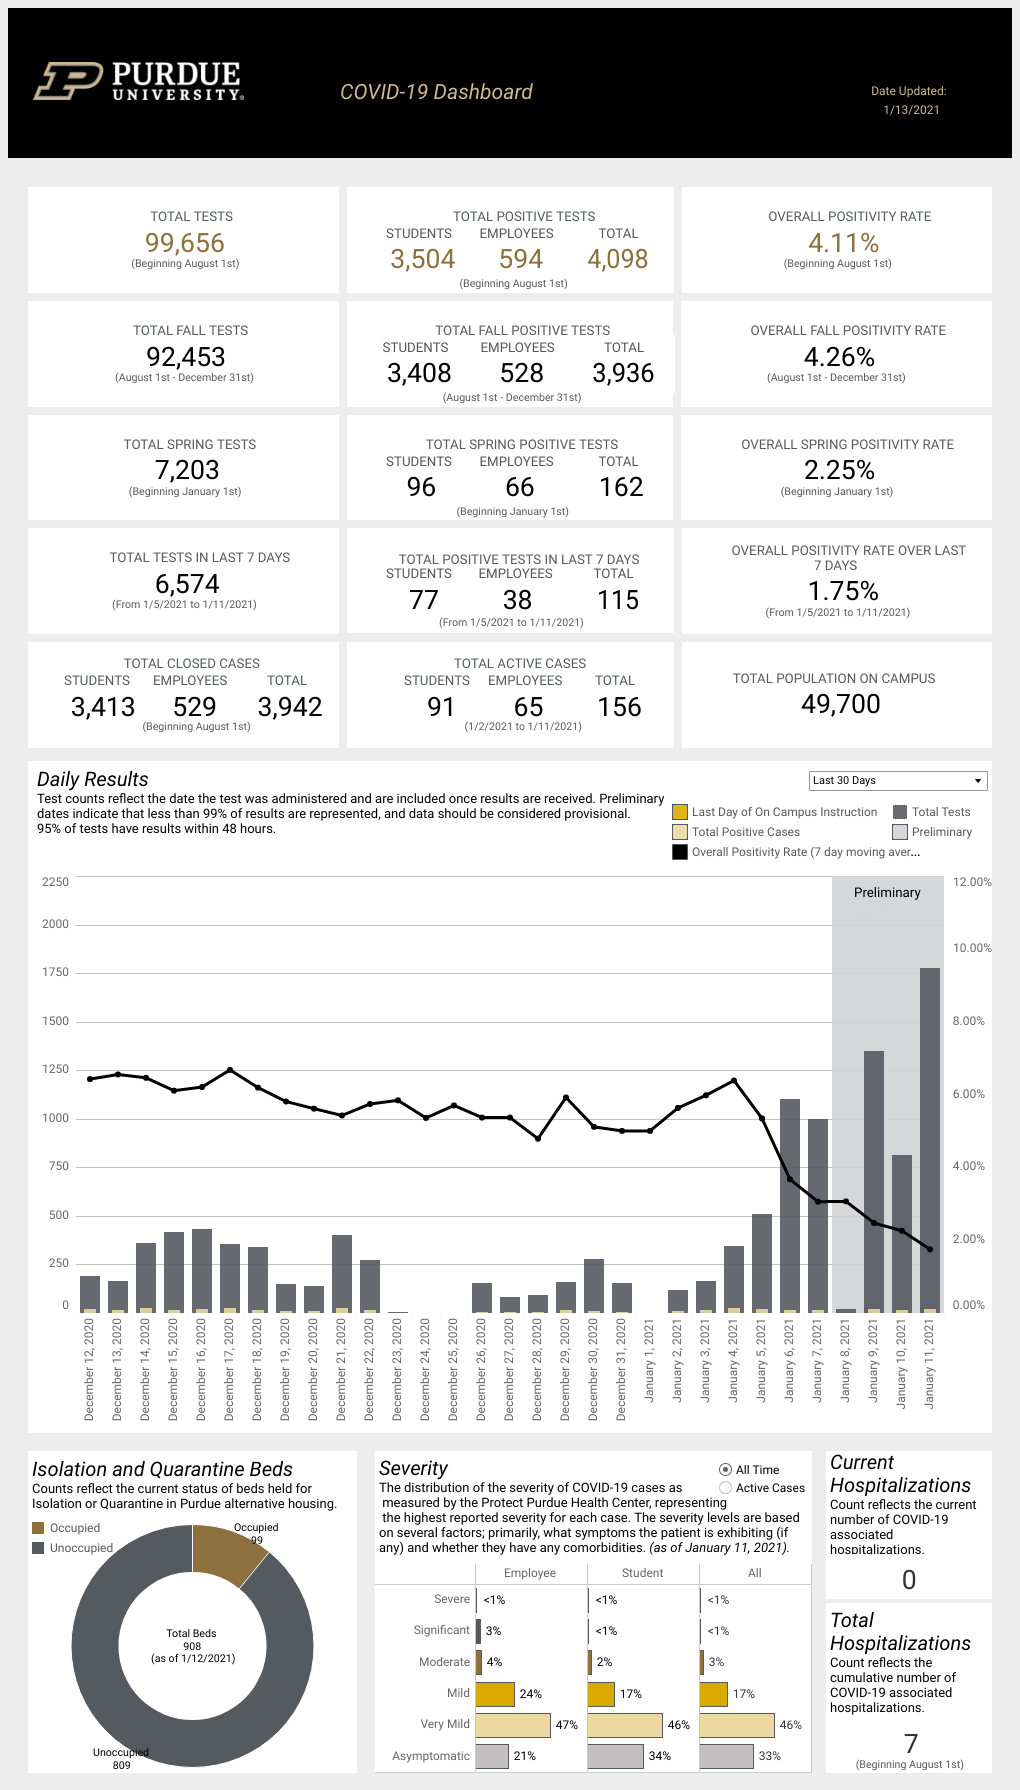 PURDUE
UNIVERSITY®
COVID-19 Dashboard
Date Updated:
1/13/2021
TOTAL TESTS
99,656
(Beginning August 1st)
TOTAL POSITIVE TESTS
STUDENTS EMPLOYEES TOTAL
3,504 594 4,098
(Beginning August 1st)
OVERALL POSITIVITY RATE
4.11%
(Beginning August 1st)
TOTAL FALL TESTS
92,453
(August 1st - December 31st)
TOTAL FALL POSITIVE TESTS
STUDENTS EMPLOYEES TOTAL
3,408 528 3,936
(August 1st - December 31st)
OVERALL FALL POSITIVITY RATE
4.26%
(August 1st - December 31st)
TOTAL SPRING TESTS
7,203
(Beginning January 1st)
TOTAL SPRING POSITIVE TESTS
STUDENTS EMPLOYEES TOTAL
96 66 162
(Beginning January 1st)
OVERALL SPRING POSITIVITY RATE
2.25%
(Beginning January 1st)
TOTAL TESTS IN LAST 7 DAYS
6,574
(From 1/5/2021 to 1/11/2021)
TOTAL POSITIVE TESTS IN LAST 7 DAYS
STUDENTS EMPLOYEES TOTAL
77 38 115
(From 1/5/2021 to 1/11/2021)
OVERALL POSITIVITY RATE OVER LAST
7 DAYS
1.75%
(From 1/5/2021 to 1/11/2021)
TOTAL CLOSED CASES
STUDENTS EMPLOYEES TOTAL
3,413 529 3,942
(Beginning August 1st)
TOTAL ACTIVE CASES
STUDENTS EMPLOYEES TOTAL
91 65 156
(1/2/2021 to 1/11/2021)
TOTAL POPULATION ON CAMPUS
49,700
Daily Results
Test counts reflect the date the test was administered and are included once results are received. Preliminary
dates indicate that less than 99% of results are represented, and data should be considered provisional.
95% of tests have results within 48 hours.
Last 30 Days
Last Day of On Campus Instruction
Total Tests
Total Positive Cases
Preliminary
Overall Positivity Rate (7 day moving aver...
Preliminary
2250
2000
1750
1500
1250
1000
750
500
250
0
12.00%
10.00%
8.00%
6.00%
4.00%
2.00%
0.00%
December 12, 2020
December 13, 2020
December 14, 2020
December 15, 2020
December 16, 2020
December 17, 2020
December 18, 2020
December 19, 2020
December 20, 2020
December 21, 2020
December 22, 2020
December 23, 2020
December 24, 2020
December 25, 2020
December 26, 2020
December 27, 2020
December 28, 2020
December 29, 2020
December 30, 2020
December 31, 2020
January 1, 2021
January 2, 2021
January 3, 2021
January 4, 2021
January 5, 2021
January 6, 2021
January 7, 2021
January 8, 2021
January 9, 2021
January 10, 2021
January 11, 2021
Isolation and Quarantine Beds
Counts reflect the current status of beds held for
Isolation or Quarantine in Purdue alternative housing.
Occupied
Unoccupied
Occupied
99
Total Beds
908
(as of 1/12/2021)
Unoccupied
809
Severity
All Time
Active Cases
The distribution of the severity of COVID-19 cases as
measured by the Protect Purdue Health Center, representing
the highest reported severity for each case. The severity levels are based
on several factors; primarily, what symptoms the patient is exhibiting (if
any) and whether they have any comorbidities. (as of January 11, 2021).
Employee Student All
Severe <1% <1% <1%
Significant 3% <1% <1%
Moderate 4% 2% 3%
Mild 24% 17% 17%
Very Mild 47% 46% 46%
Asymptomatic 21% 34% 33%
Current
Hospitalizations
Count reflects the current
number of COVID-19
associated
hospitalizations.
0
Total
Hospitalizations
Count reflects the
cumulative number of
COVID-19 associated
hospitalizations.
7
(Beginning August 1st)